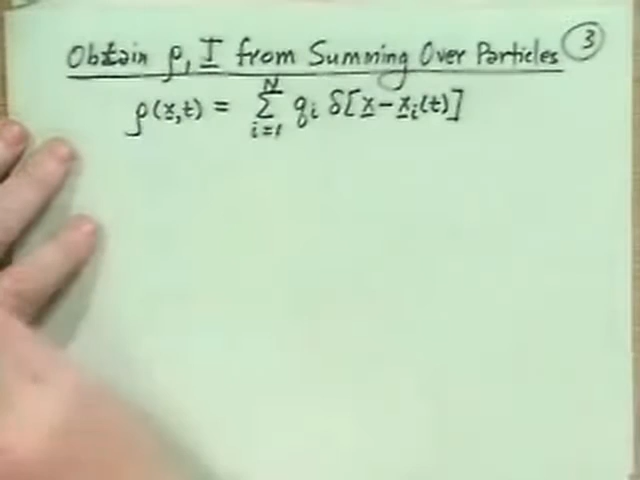 Obtain ρ, I from Summing Over Particles ③
ρ(x,t) = Σ_{i=1}^{N} q_i δ[x−x_i(t)]